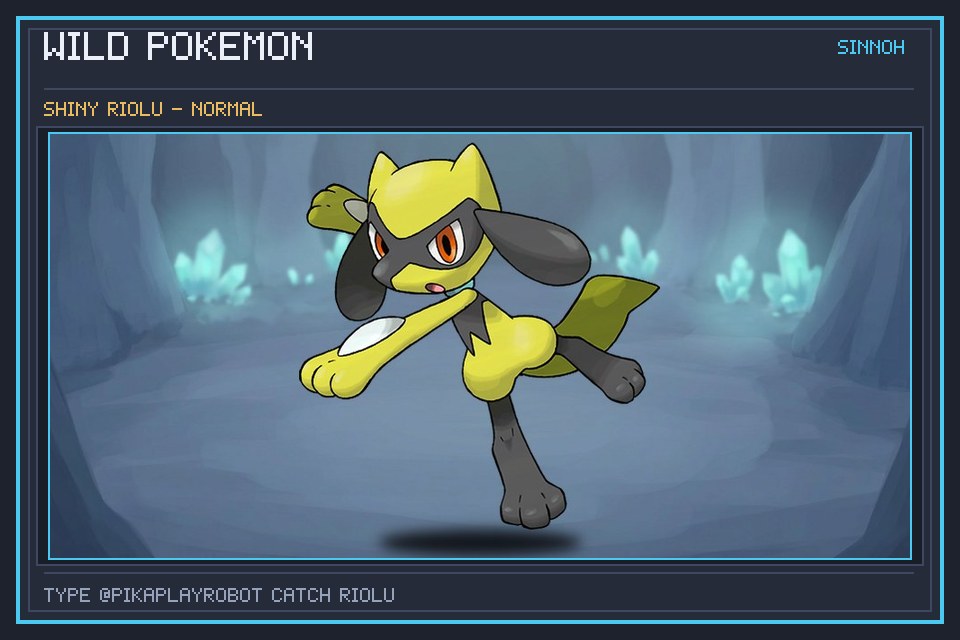 WILD POKEMON
SINNOH
SHINY RIOLU - NORMAL
TYPE @PIKAPLAYROBOT CATCH RIOLU